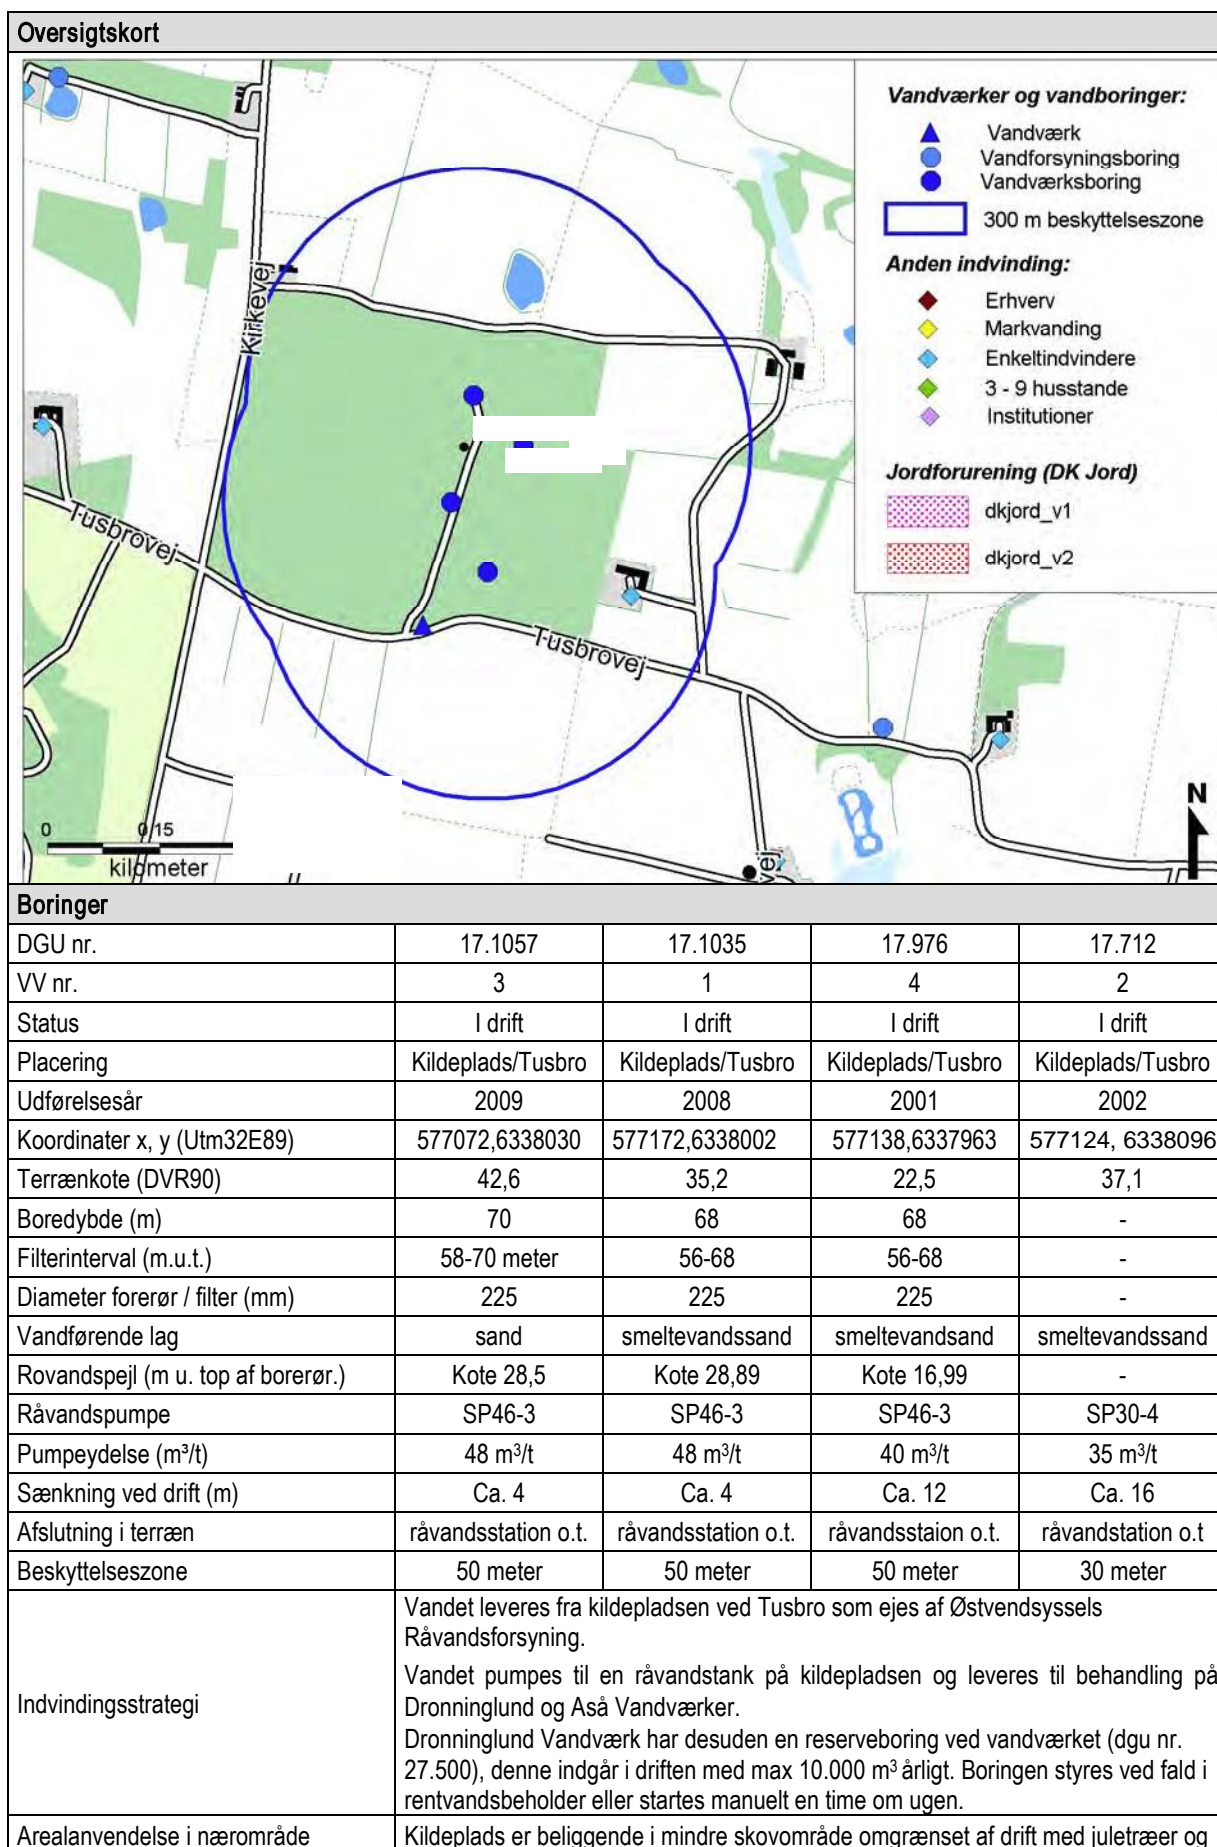 Oversigtskort
Vandværker og vandboringer:
Vandværk
Vandforsyningsboring
Vandværksboring
300 m beskyttelseszone
Anden indvinding:
Erhverv
Markvanding
Enkeltindvindere
3 - 9 husstande
Institutioner
Jordforurening (DK Jord)
dkjord_v1
dkjord_v2
Kirkevej
Tusbrovej
Tusbrovej
vej
N
0 0,15
kilometer
Boringer
DGU nr. 17.1057 17.1035 17.976 17.712
VV nr. 3 1 4 2
Status I drift I drift I drift I drift
Placering Kildeplads/Tusbro Kildeplads/Tusbro Kildeplads/Tusbro Kildeplads/Tusbro
Udførelsesår 2009 2008 2001 2002
Koordinater x, y (Utm32E89) 577072,6338030 577172,6338002 577138,6337963 577124, 6338096
Terrænkote (DVR90) 42,6 35,2 22,5 37,1
Boredybde (m) 70 68 68 -
Filterinterval (m.u.t.) 58-70 meter 56-68 56-68 -
Diameter forerør / filter (mm) 225 225 225 -
Vandførende lag sand smeltevandssand smeltevandsand smeltevandssand
Rovandspejl (m u. top af borerør.) Kote 28,5 Kote 28,89 Kote 16,99 -
Råvandspumpe SP46-3 SP46-3 SP46-3 SP30-4
Pumpeydelse (m³/t) 48 m³/t 48 m³/t 40 m³/t 35 m³/t
Sænkning ved drift (m) Ca. 4 Ca. 4 Ca. 12 Ca. 16
Afslutning i terræn råvandsstation o.t. råvandsstation o.t. råvandsstaion o.t. råvandstation o.t
Beskyttelseszone 50 meter 50 meter 50 meter 30 meter
Indvindingsstrategi
Vandet leveres fra kildepladsen ved Tusbro som ejes af Østvendsyssels
Råvandsforsyning.
Vandet pumpes til en råvandstank på kildepladsen og leveres til behandling på
Dronninglund og Aså Vandværker.
Dronninglund Vandværk har desuden en reserveboring ved vandværket (dgu nr.
27.500), denne indgår i driften med max 10.000 m³ årligt. Boringen styres ved fald i
rentvandsbeholder eller startes manuelt en time om ugen.
Arealanvendelse i nærområde Kildeplads er beliggende i mindre skovområde omgrænset af drift med juletræer og